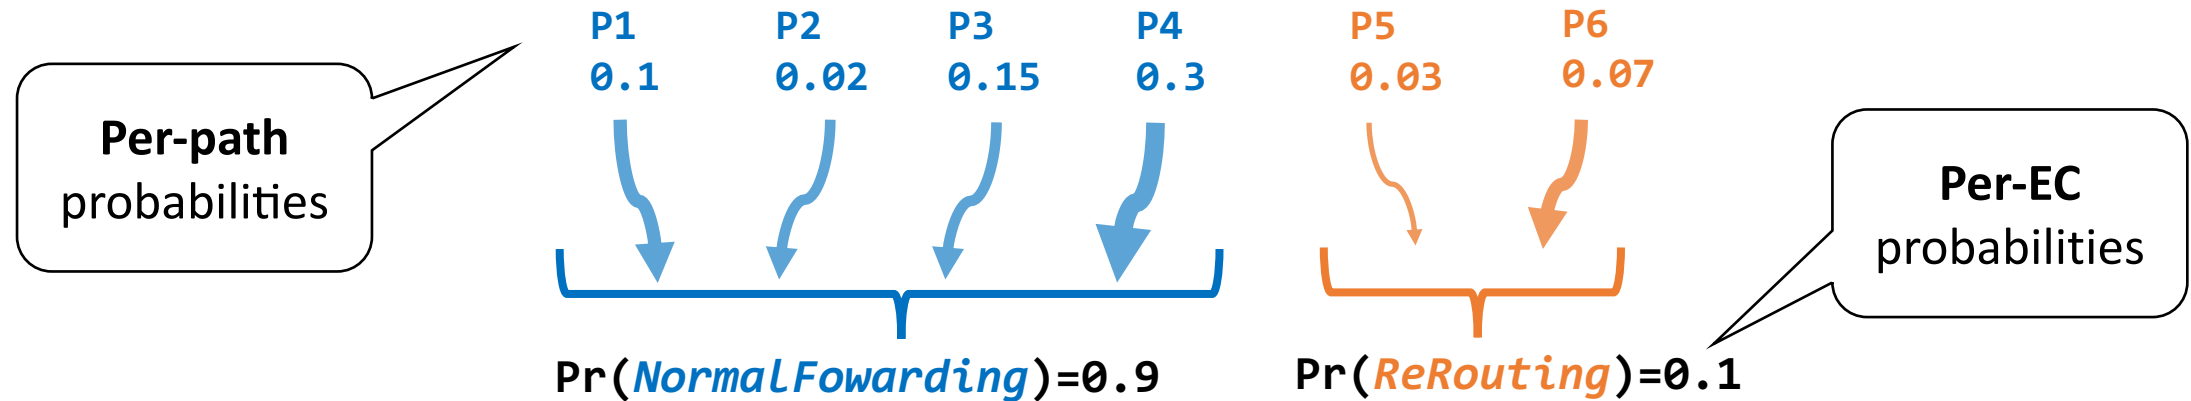 P1 P2 P3 P4 P5 P6
0.1 0.02 0.15 0.3 0.03 0.07
Per-path
probabilities
Per-EC
probabilities
Pr(NormalFowarding)=0.9
Pr(ReRouting)=0.1